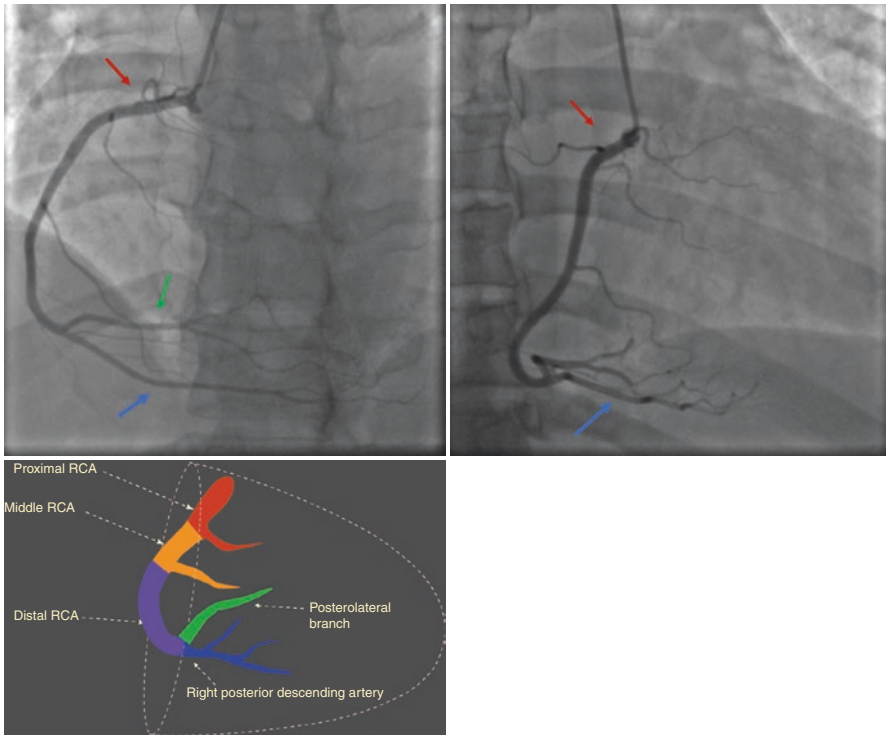 Proximal RCA
Middle RCA
Distal RCA
Posterolateral
branch
Right posterior descending artery